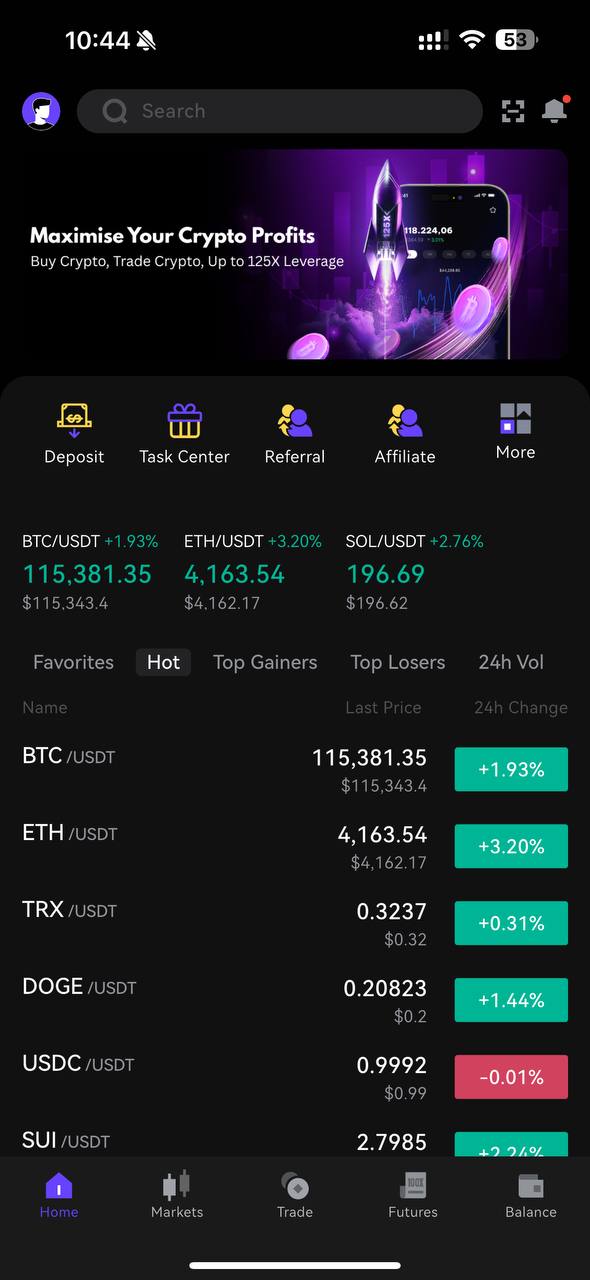 10:44
53
Search
Maximise Your Crypto Profits
Buy Crypto, Trade Crypto, Up to 125X Leverage
125X
118.224,06
Deposit
Task Center
Referral
Affiliate
More
BTC/USDT +1.93% ETH/USDT +3.20% SOL/USDT +2.76%
115,381.35 4,163.54 196.69
$115,343.4 $4,162.17 $196.62
Favorites Hot Top Gainers Top Losers 24h Vol
Name Last Price 24h Change
BTC /USDT 115,381.35 +1.93%
$115,343.4
ETH /USDT 4,163.54 +3.20%
$4,162.17
TRX /USDT 0.3237 +0.31%
$0.32
DOGE /USDT 0.20823 +1.44%
$0.2
USDC /USDT 0.9992 -0.01%
$0.99
SUI /USDT 2.7985 +2.24%
100X
Home Markets Trade Futures Balance